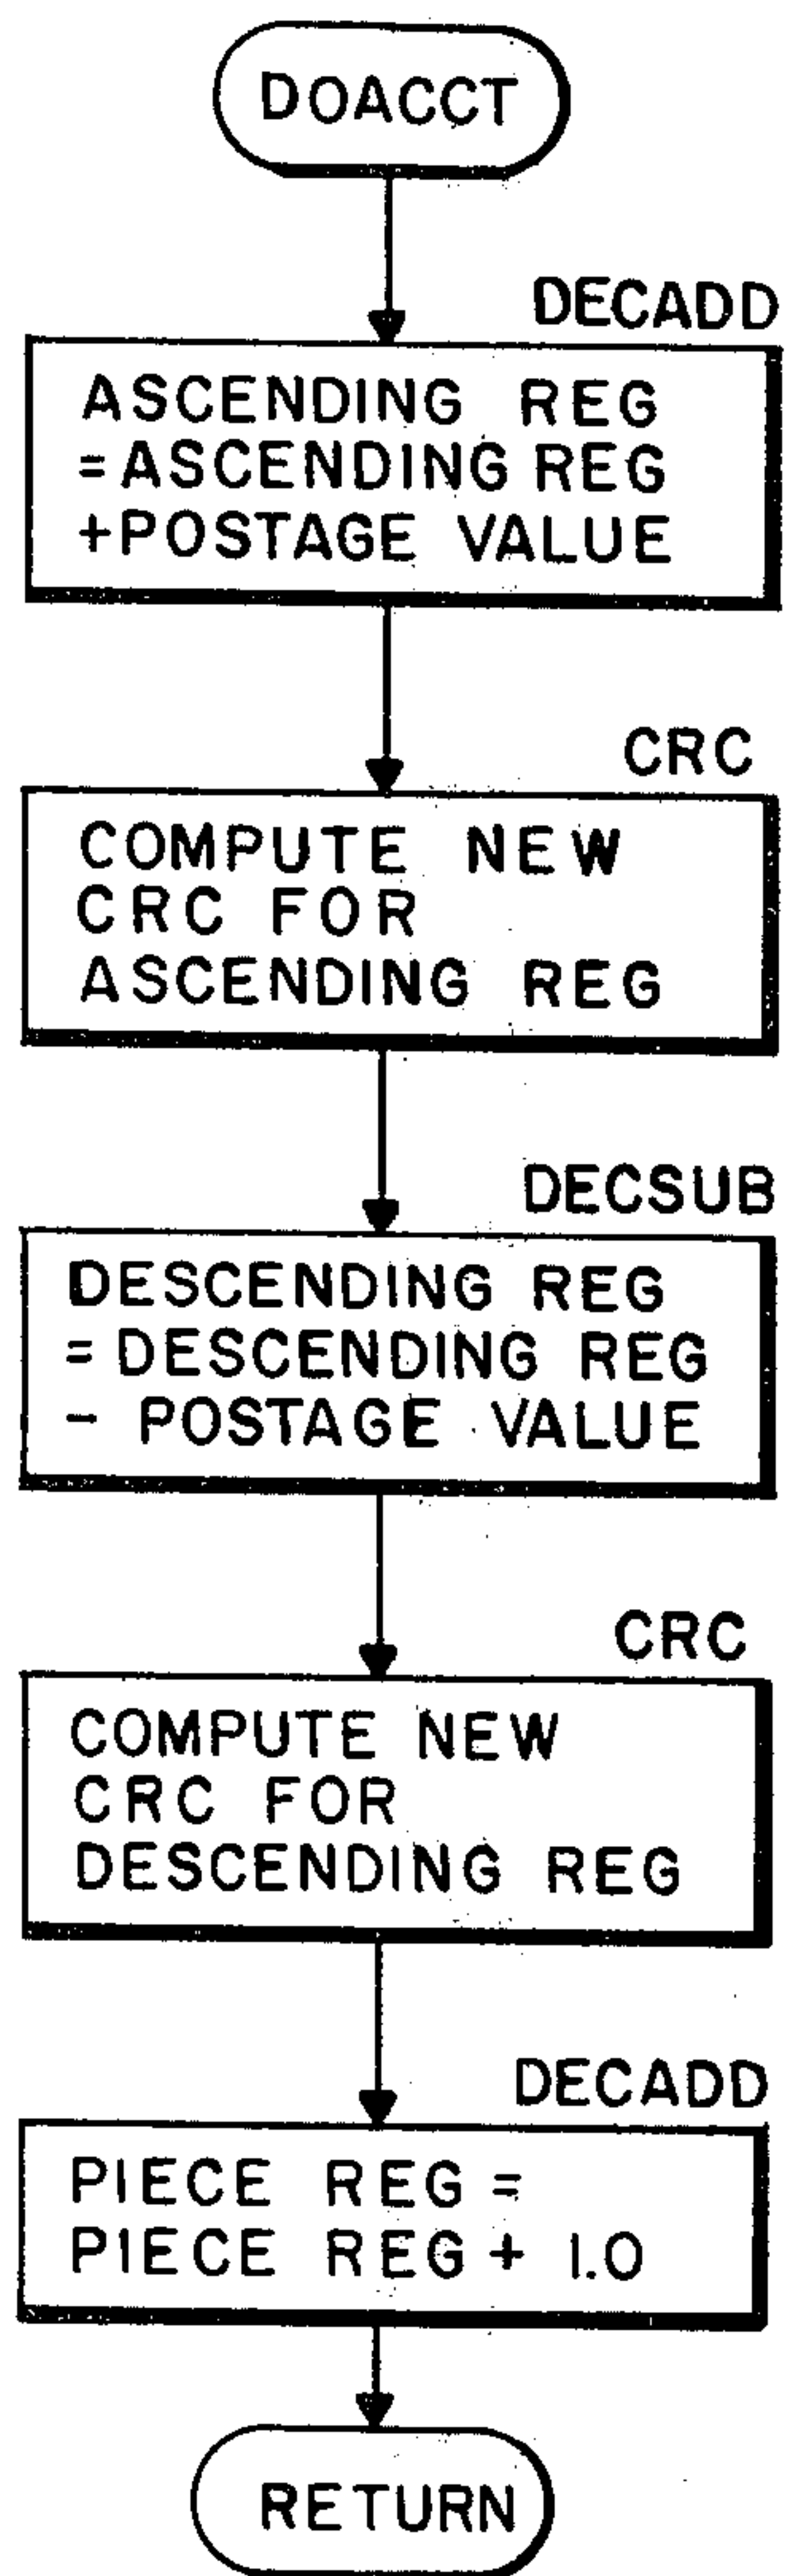 DOACCT
DECADD
ASCENDING REG
=ASCENDING REG
+POSTAGE VALUE
CRC
COMPUTE NEW
CRC FOR
ASCENDING REG
DECSUB
DESCENDING REG
= DESCENDING REG
- POSTAGE VALUE
CRC
COMPUTE NEW
CRC FOR
DESCENDING REG
DECADD
PIECE REG =
PIECE REG + 1.0
RETURN